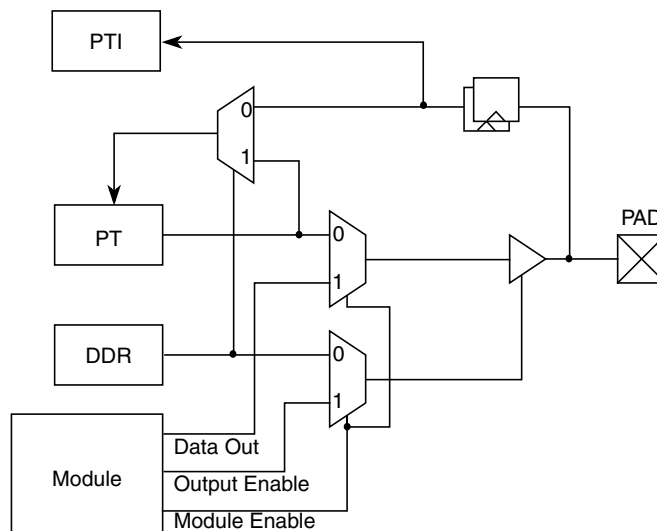 PTI
0
1
PAD
PT
0
1
DDR
0
1
Data Out
Module
Output Enable
Module Enable